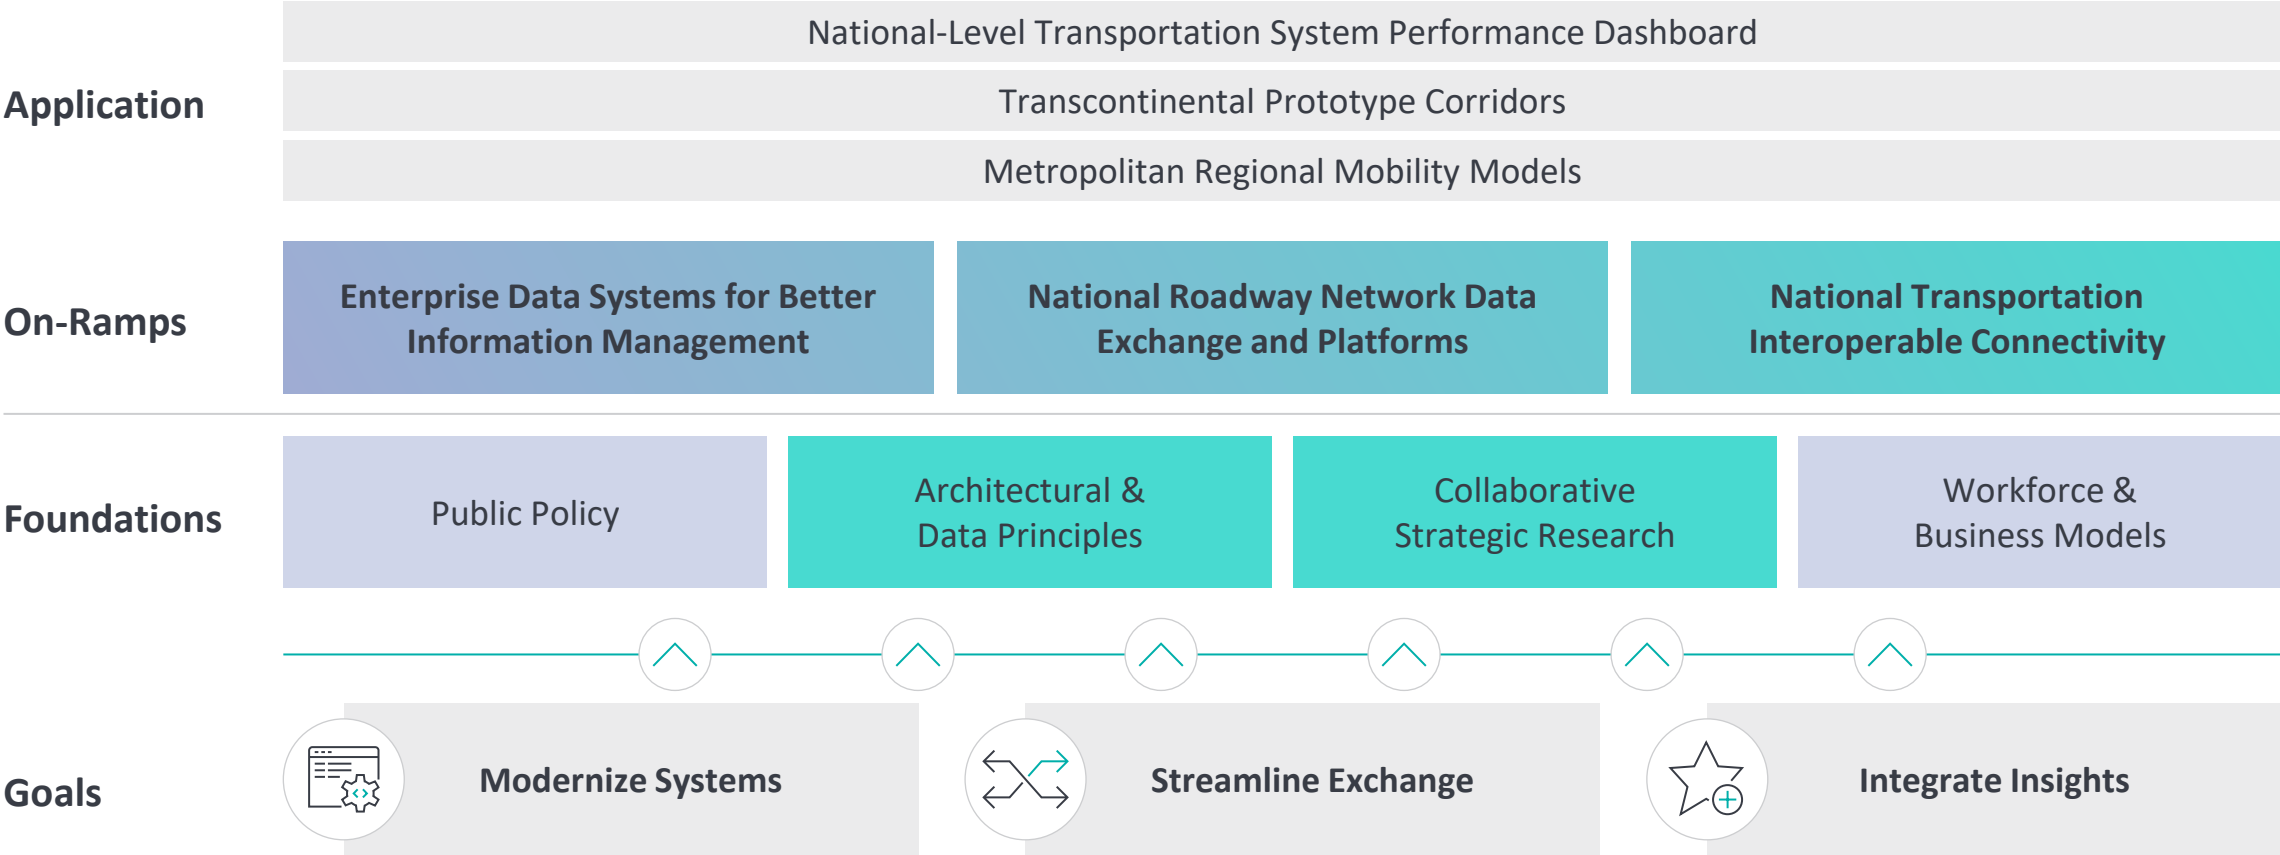 National-Level Transportation System Performance Dashboard
Application
Transcontinental Prototype Corridors
Metropolitan Regional Mobility Models
On-Ramps
Enterprise Data Systems for Better
Information Management
National Roadway Network Data
Exchange and Platforms
National Transportation
Interoperable Connectivity
Foundations
Public Policy
Architectural &
Data Principles
Collaborative
Strategic Research
Workforce &
Business Models
Goals
Modernize Systems
Streamline Exchange
Integrate Insights